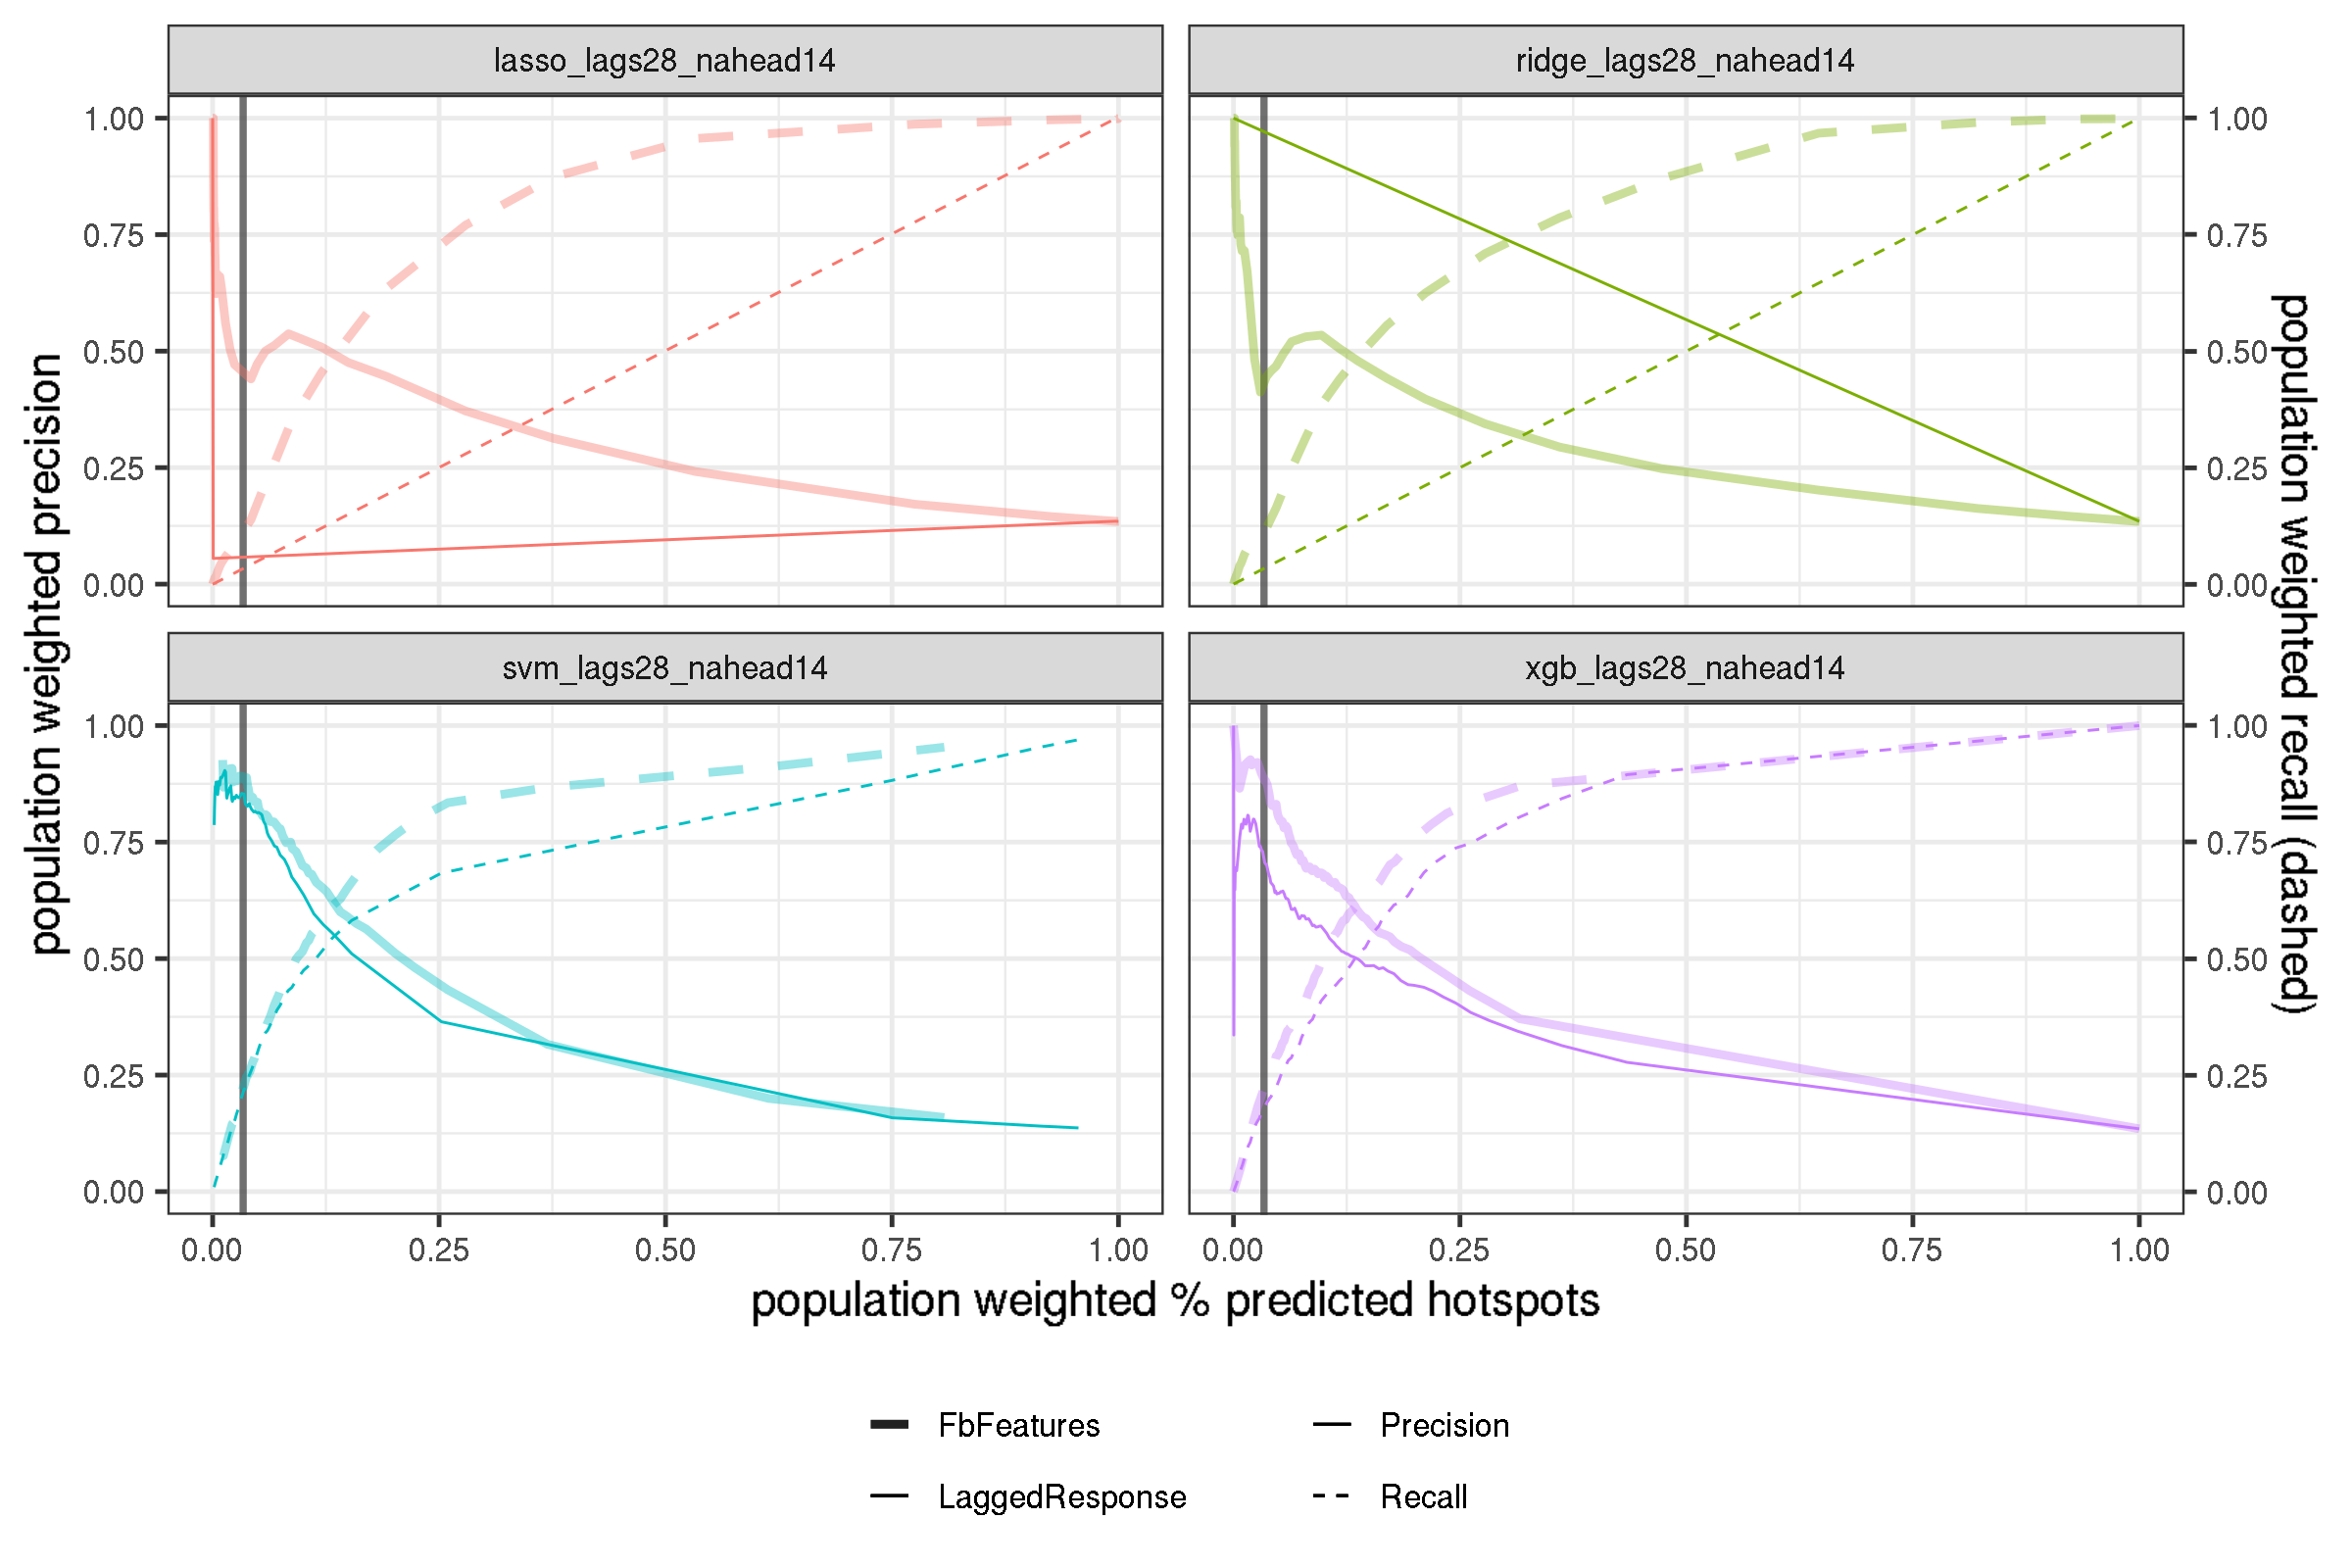 lasso_lags28_nahead14
ridge_lags28_nahead14
1.00
0.75
0.50
0.25
0.00
1.00
0.75
0.50
0.25
0.00
svm_lags28_nahead14
xgb_lags28_nahead14
1.00
0.75
0.50
0.25
0.00
1.00
0.75
0.50
0.25
0.00
population weighted precision
population weighted recall (dashed)
0.00 0.25 0.50 0.75 1.00
0.00 0.25 0.50 0.75 1.00
population weighted % predicted hotspots
FbFeatures
Precision
LaggedResponse
Recall